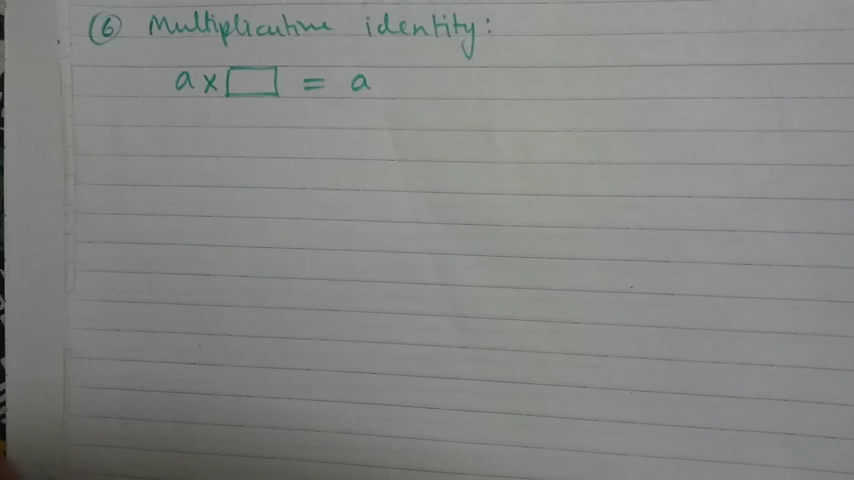 ⑥ Multiplicative identity:
a × □ = a